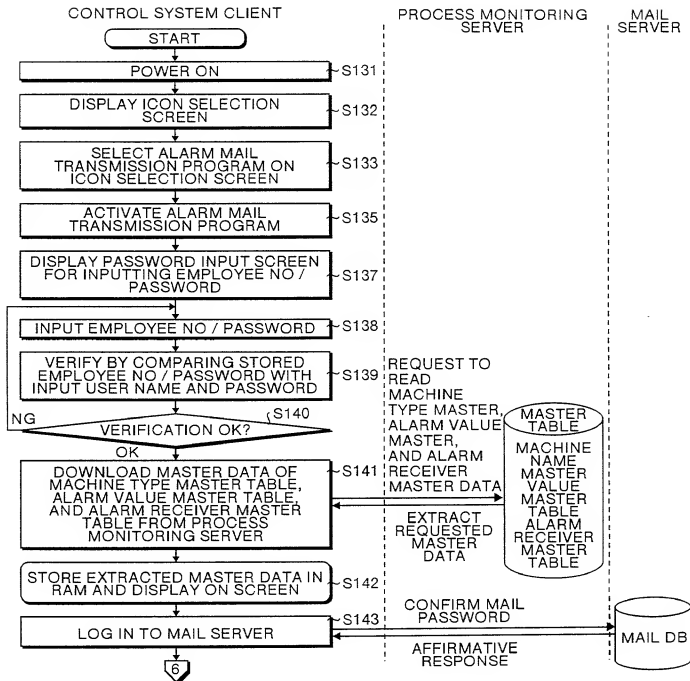 CONTROL SYSTEM CLIENT
PROCESS MONITORING
SERVER
MAIL
SERVER
START
POWER ON
S131
DISPLAY ICON SELECTION
SCREEN
S132
SELECT ALARM MAIL
TRANSMISSION PROGRAM ON
ICON SELECTION SCREEN
S133
ACTIVATE ALARM MAIL
TRANSMISSION PROGRAM
S135
DISPLAY PASSWORD INPUT SCREEN
FOR INPUTTING EMPLOYEE NO /
PASSWORD
S137
INPUT EMPLOYEE NO / PASSWORD
S138
VERIFY BY COMPARING STORED
EMPLOYEE NO / PASSWORD WITH
INPUT USER NAME AND PASSWORD
S139
NG
S140
VERIFICATION OK?
OK
DOWNLOAD MASTER DATA OF
MACHINE TYPE MASTER TABLE,
ALARM VALUE MASTER TABLE,
AND ALARM RECEIVER MASTER
TABLE FROM PROCESS
MONITORING SERVER
S141
REQUEST TO
READ
MACHINE
TYPE MASTER,
ALARM VALUE
MASTER,
AND ALARM
RECEIVER
MASTER DATA
EXTRACT
REQUESTED
MASTER
DATA
MASTER
TABLE
MACHINE
NAME
MASTER
VALUE
MASTER
TABLE
ALARM
RECEIVER
MASTER
TABLE
STORE EXTRACTED MASTER DATA IN
RAM AND DISPLAY ON SCREEN
S142
LOG IN TO MAIL SERVER
S143
CONFIRM MAIL
PASSWORD
AFFIRMATIVE
RESPONSE
MAIL DB
6